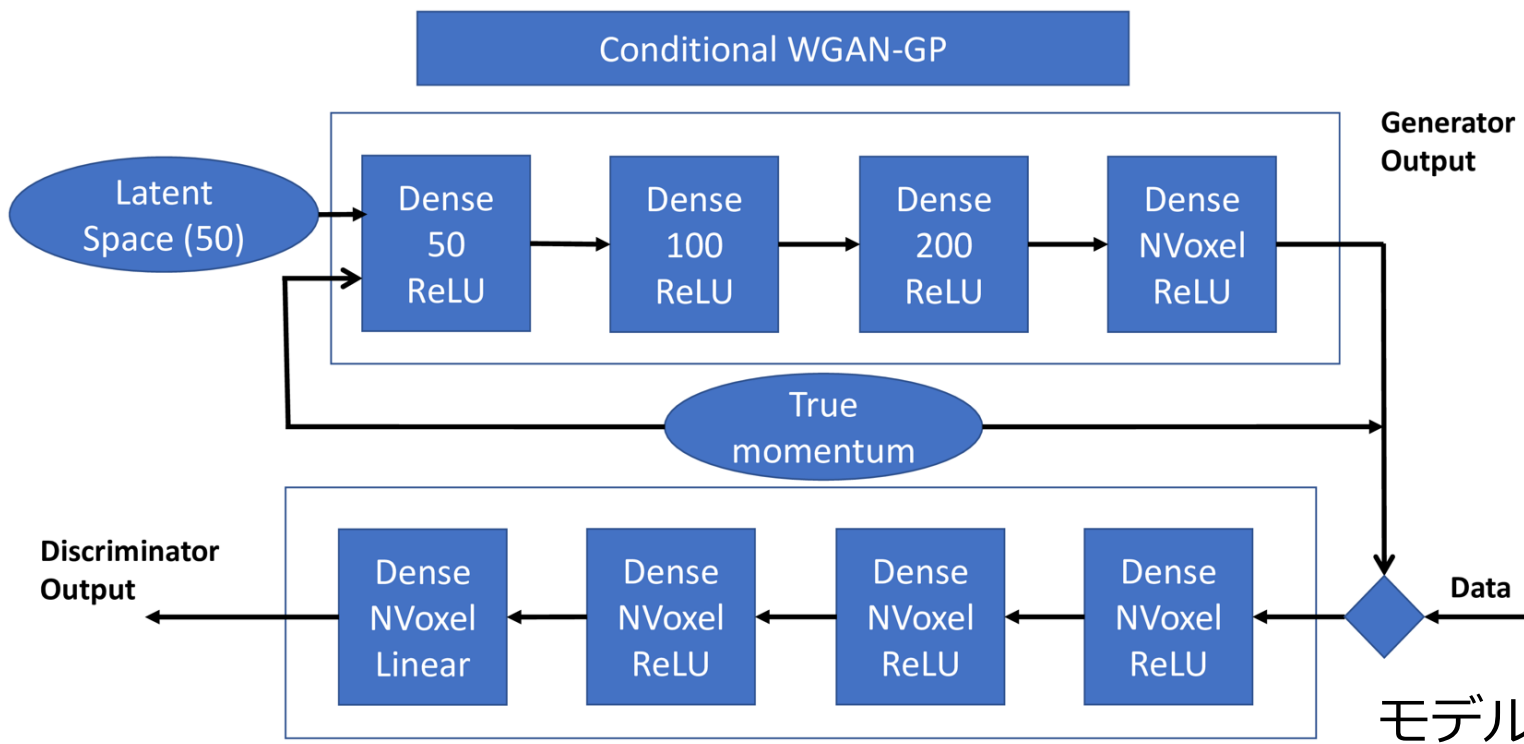 Conditional WGAN-GP
Generator
Output
Latent
Space (50)
Dense
50
ReLU
Dense
100
ReLU
Dense
200
ReLU
Dense
NVoxel
ReLU
True
momentum
Discriminator
Output
Dense
NVoxel
Linear
Dense
NVoxel
ReLU
Dense
NVoxel
ReLU
Dense
NVoxel
ReLU
Data
モデル